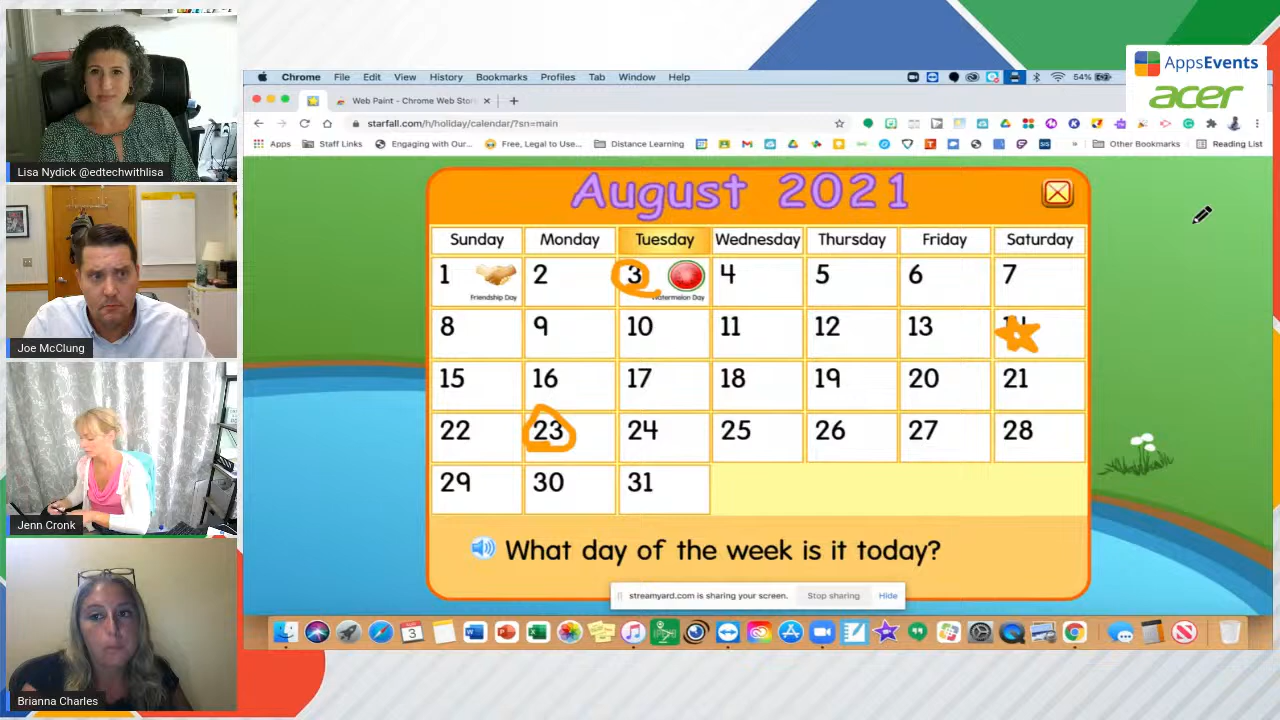 Lisa Nydick @edtechwithlisa
Joe McClung
Jenn Cronk
Brianna Charles
AppsEvents
acer
Chrome File Edit View History Bookmarks Profiles Tab Window Help
54%
Web Paint - Chrome Web Stor
starfall.com/h/holiday/calendar/?sn=main
Apps Staff Links Engaging with Our... Free, Legal to Use... Distance Learning
Other Bookmarks Reading List
August 2021
Sunday Monday Tuesday Wednesday Thursday Friday Saturday
1 2 3 4 5 6 7
Friendship Day
Watermelon Day
8 9 10 11 12 13 14
15 16 17 18 19 20 21
22 23 24 25 26 27 28
29 30 31
What day of the week is it today?
streamyard.com is sharing your screen. Stop sharing Hide
AUG
3